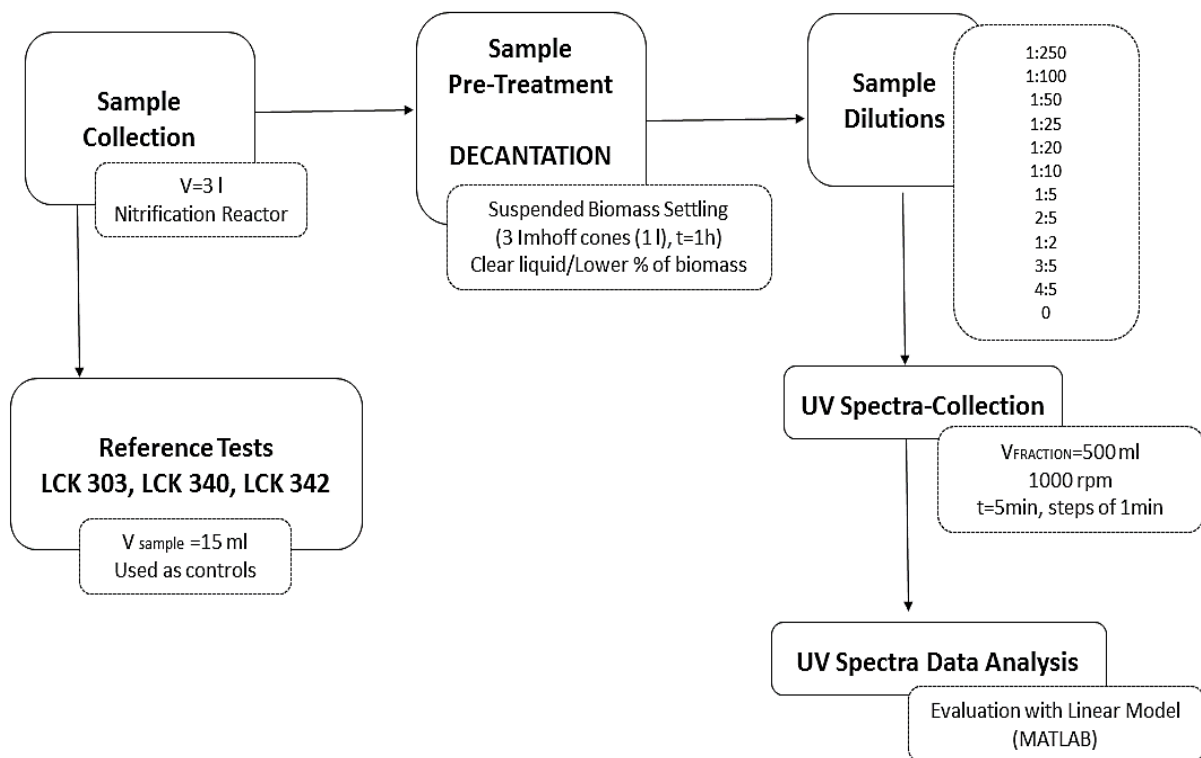 Sample
Collection
V=3 l
Nitrification Reactor
Sample
Pre-Treatment
DECANTATION
Suspended Biomass Settling
(3 Imhoff cones (1 l), t=1h)
Clear liquid/Lower % of biomass
Sample
Dilutions
1:250
1:100
1:50
1:25
1:20
1:10
1:5
2:5
1:2
3:5
4:5
0
Reference Tests
LCK 303, LCK 340, LCK 342
V sample =15 ml
Used as controls
UV Spectra-Collection
VFRACTION=500 ml
1000 rpm
t=5min, steps of 1min
UV Spectra Data Analysis
Evaluation with Linear Model
(MATLAB)